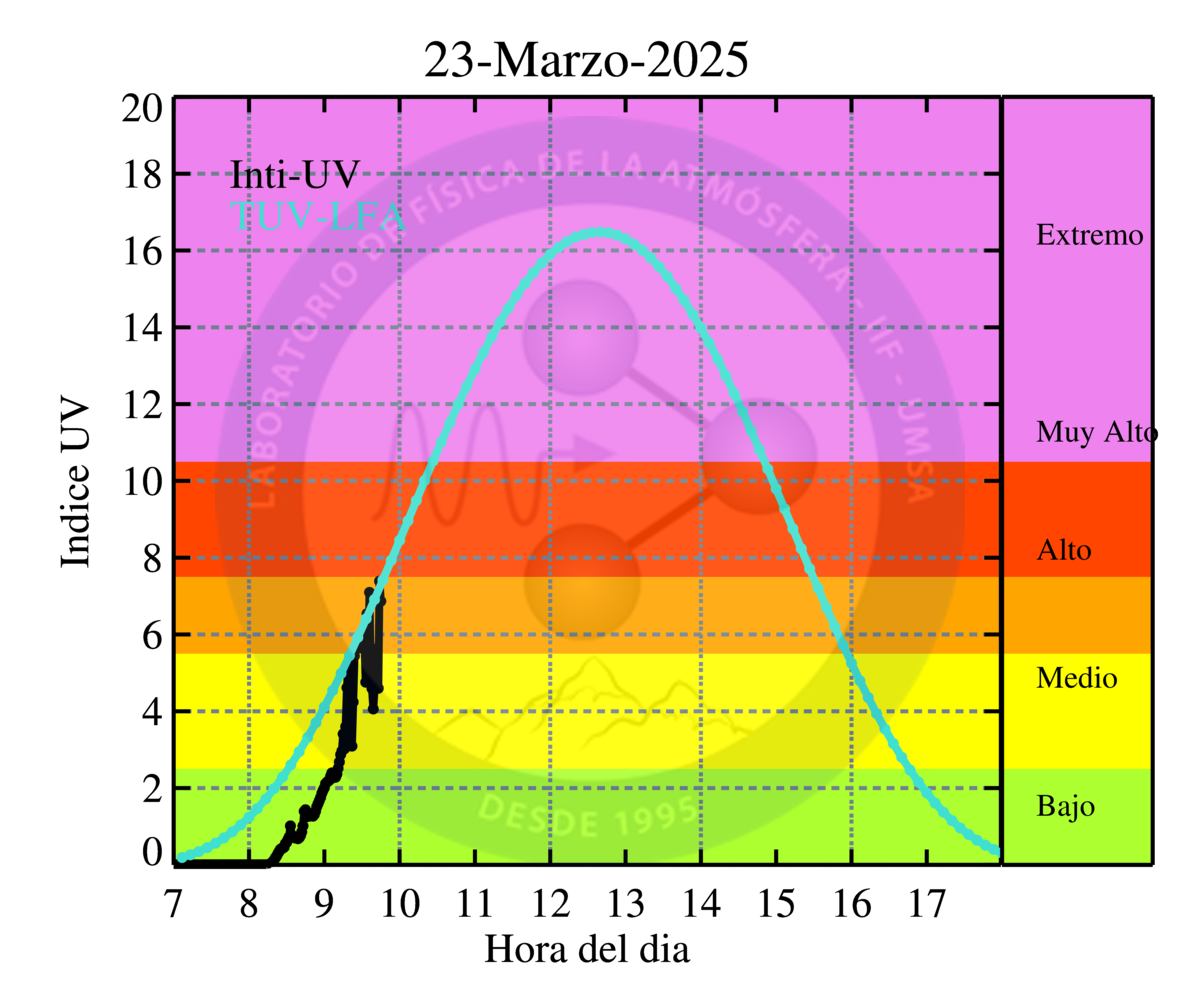 23-Marzo-2025
Indice UV
20
18
16
14
12
10
8
6
4
2
0
Inti-UV
TUV-LFA
LABORATORIO DE FÍSICA DE LA ATMÓSFERA - IIF - UMSA
DESDE 1995
Extremo
Muy Alto
Alto
Medio
Bajo
7 8 9 10 11 12 13 14 15 16 17
Hora del dia